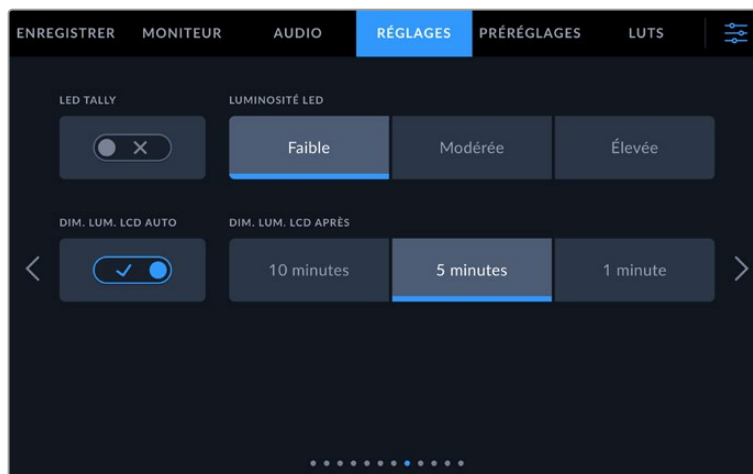 ENREGISTRER MONITEUR AUDIO RÉGLAGES PRÉRÉGLAGES LUTS
LED TALLY LUMINOSITÉ LED
Faible Modérée Élevée
DIM. LUM. LCD AUTO DIM. LUM. LCD APRÈS
10 minutes 5 minutes 1 minute